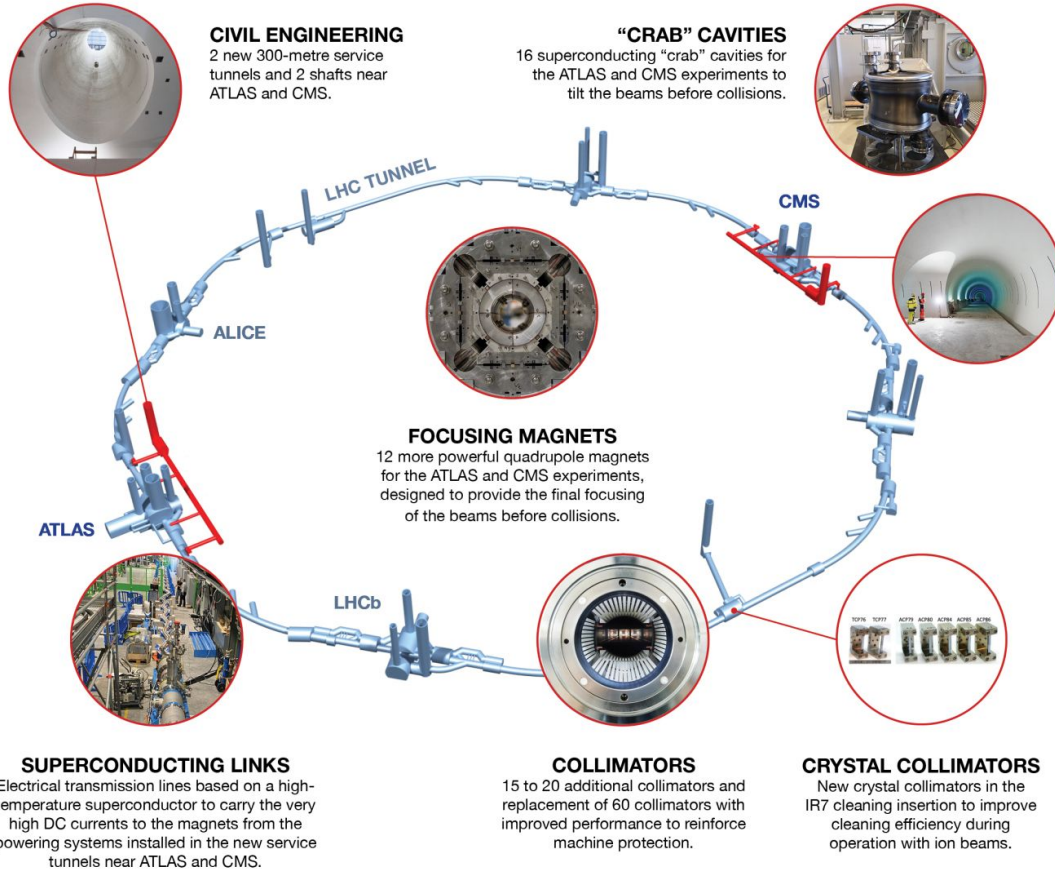 CIVIL ENGINEERING
2 new 300-metre service
tunnels and 2 shafts near
ATLAS and CMS.
“CRAB” CAVITIES
16 superconducting “crab” cavities for
the ATLAS and CMS experiments to
tilt the beams before collisions.
LHC TUNNEL
CMS
ALICE
FOCUSING MAGNETS
12 more powerful quadrupole magnets
for the ATLAS and CMS experiments,
designed to provide the final focusing
of the beams before collisions.
ATLAS
LHCb
TCP76 TCP77 ACP79 ACP80 ACP84 ACP85 ACP86
SUPERCONDUCTING LINKS
Electrical transmission lines based on a high-
temperature superconductor to carry the very
high DC currents to the magnets from the
powering systems installed in the new service
tunnels near ATLAS and CMS.
COLLIMATORS
15 to 20 additional collimators and
replacement of 60 collimators with
improved performance to reinforce
machine protection.
CRYSTAL COLLIMATORS
New crystal collimators in the
IR7 cleaning insertion to improve
cleaning efficiency during
operation with ion beams.